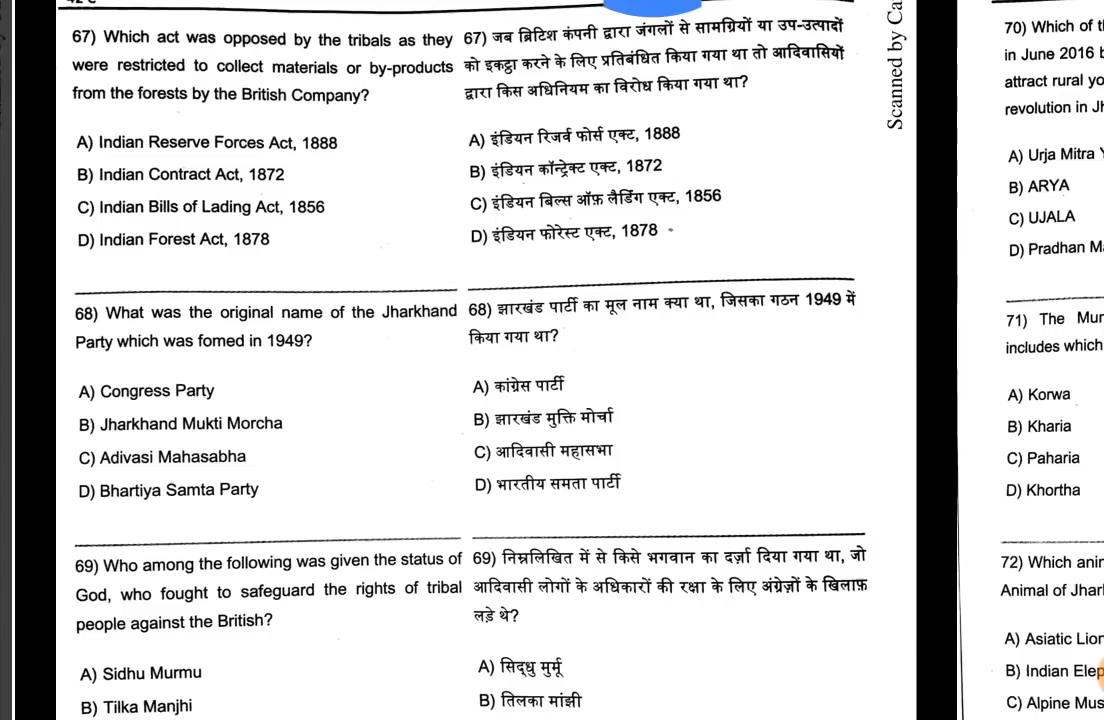 67) Which act was opposed by the tribals as they
were restricted to collect materials or by-products
from the forests by the British Company?
A) Indian Reserve Forces Act, 1888
B) Indian Contract Act, 1872
C) Indian Bills of Lading Act, 1856
D) Indian Forest Act, 1878
67) जब ब्रिटिश कंपनी द्वारा जंगलों से सामग्रियों या उप-उत्पादों
को इकट्ठा करने के लिए प्रतिबंधित किया गया था तो आदिवासियों
द्वारा किस अधिनियम का विरोध किया गया था?
A) इंडियन रिजर्व फोर्स एक्ट, 1888
B) इंडियन कॉन्ट्रेक्ट एक्ट, 1872
C) इंडियन बिल्स ऑफ़ लैडिंग एक्ट, 1856
D) इंडियन फोरेस्ट एक्ट, 1878
68) What was the original name of the Jharkhand
Party which was fomed in 1949?
A) Congress Party
B) Jharkhand Mukti Morcha
C) Adivasi Mahasabha
D) Bhartiya Samta Party
68) झारखंड पार्टी का मूल नाम क्या था, जिसका गठन 1949 में
किया गया था?
A) कांग्रेस पार्टी
B) झारखंड मुक्ति मोर्चा
C) आदिवासी महासभा
D) भारतीय समता पार्टी
69) Who among the following was given the status of
God, who fought to safeguard the rights of tribal
people against the British?
A) Sidhu Murmu
B) Tilka Manjhi
69) निम्नलिखित में से किसे भगवान का दर्ज़ा दिया गया था, जो
आदिवासी लोगों के अधिकारों की रक्षा के लिए अंग्रेज़ों के खिलाफ़
लड़े थे?
A) सिद्धु मुर्मू
B) तिलका मांझी
Scanned by Ca
70) Which of t
in June 2016
attract rural yo
revolution in Jh
A) Urja Mitra
B) ARYA
C) UJALA
D) Pradhan M
71) The Mur
includes which
A) Korwa
B) Kharia
C) Paharia
D) Khortha
72) Which anir
Animal of Jhar
A) Asiatic Lior
B) Indian Elep
C) Alpine Mus